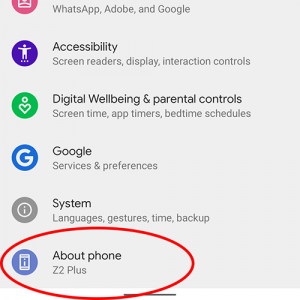 WhatsApp, Adobe, and Google
Accessibility
Screen readers, display, interaction controls
Digital Wellbeing & parental controls
Screen time, app timers, bedtime schedules
Google
Services & preferences
System
Languages, gestures, time, backup
About phone
Z2 Plus